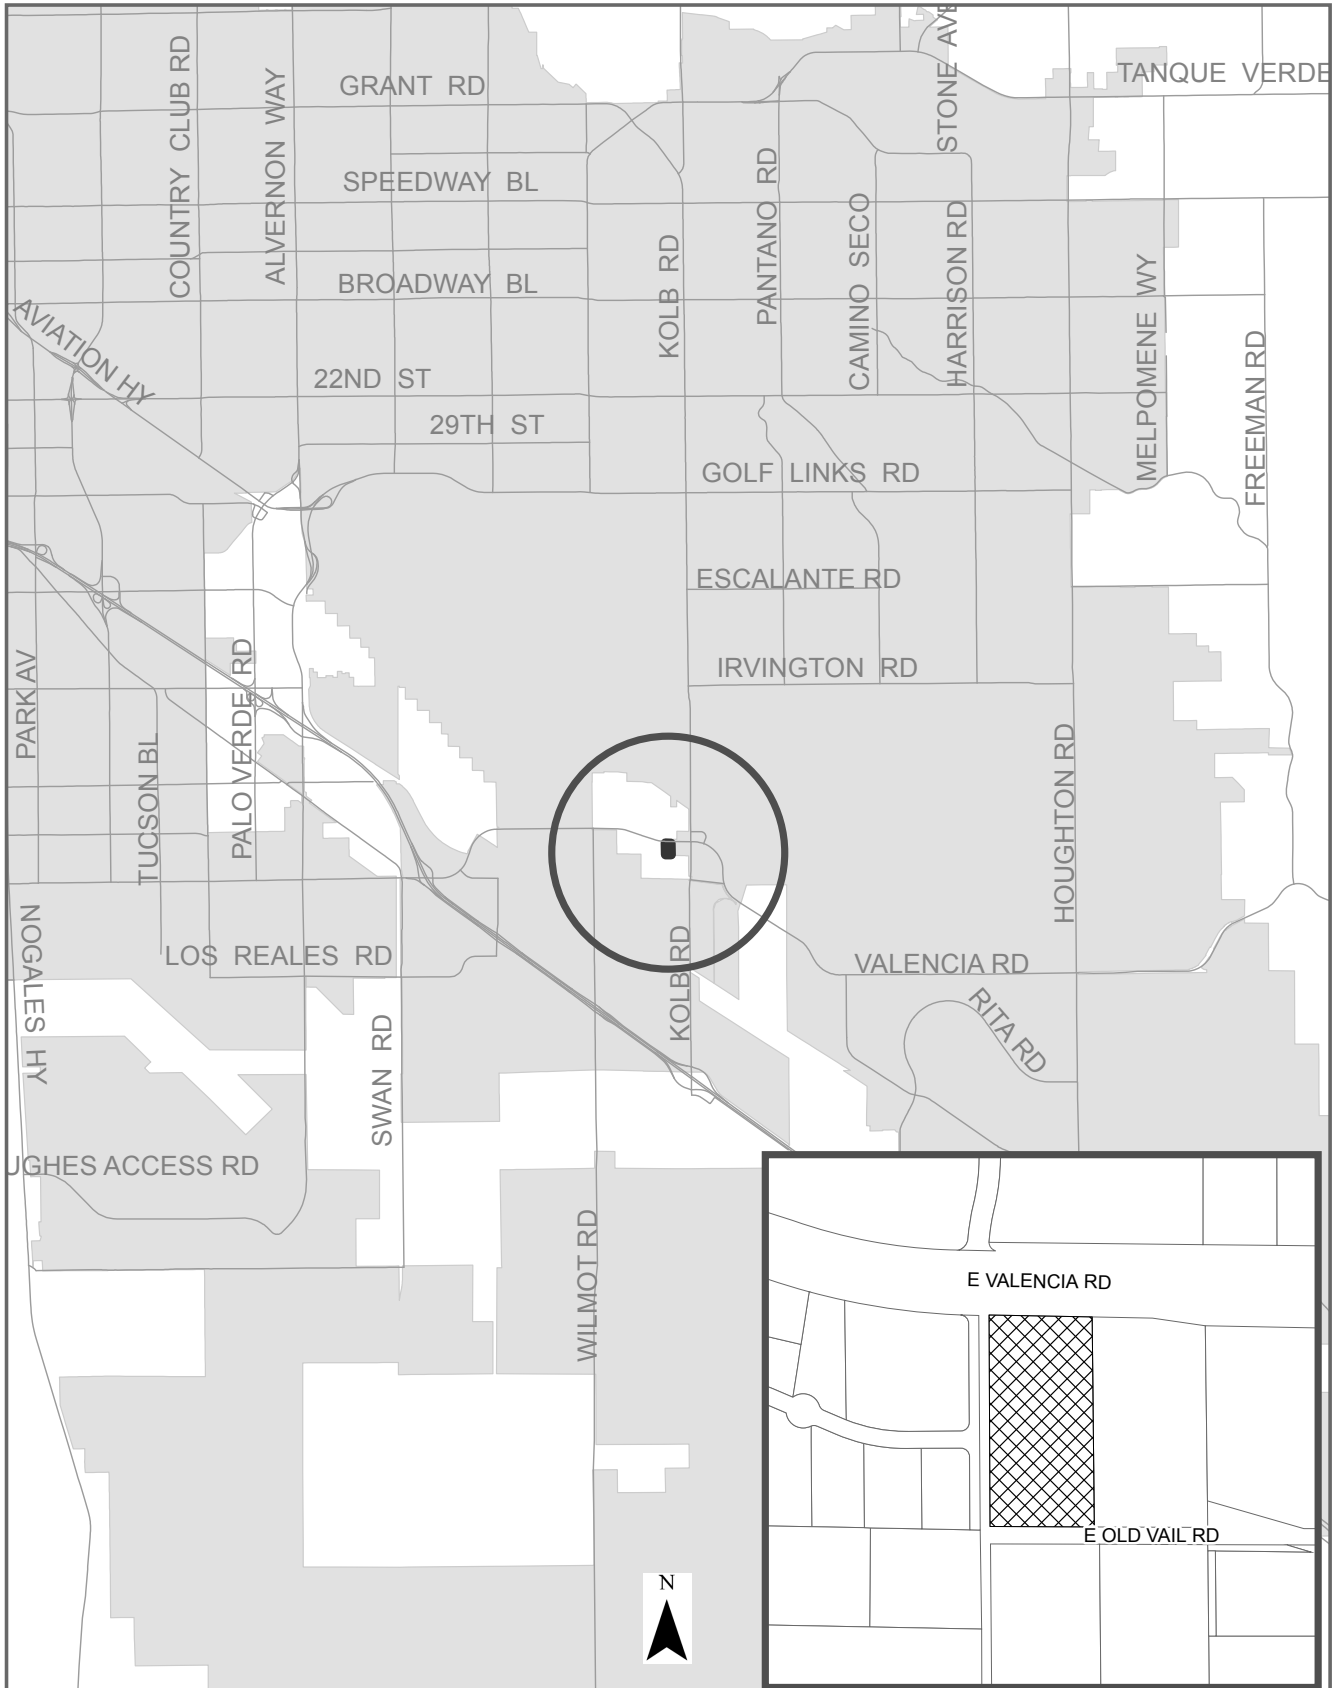 STONE AVE
TANQUE VERDE
GRANT RD
COUNTRY CLUB RD
ALVERNON WAY
SPEEDWAY BL
PANTANO RD
CAMINO SECO
HARRISON RD
KOLB RD
BROADWAY BL
MELPOMENE WY
AVIATION HY
22ND ST
FREEMAN RD
29TH ST
GOLF LINKS RD
ESCALANTE RD
IRVINGTON RD
PARK AV
PALO VERDE RD
TUCSON BL
HOUGHTON RD
NOGALES HY
LOS REALES RD
KOLB RD
VALENCIA RD
RITA RD
SWAN RD
UGHES ACCESS RD
WILMOT RD
E VALENCIA RD
E OLD VAIL RD
N